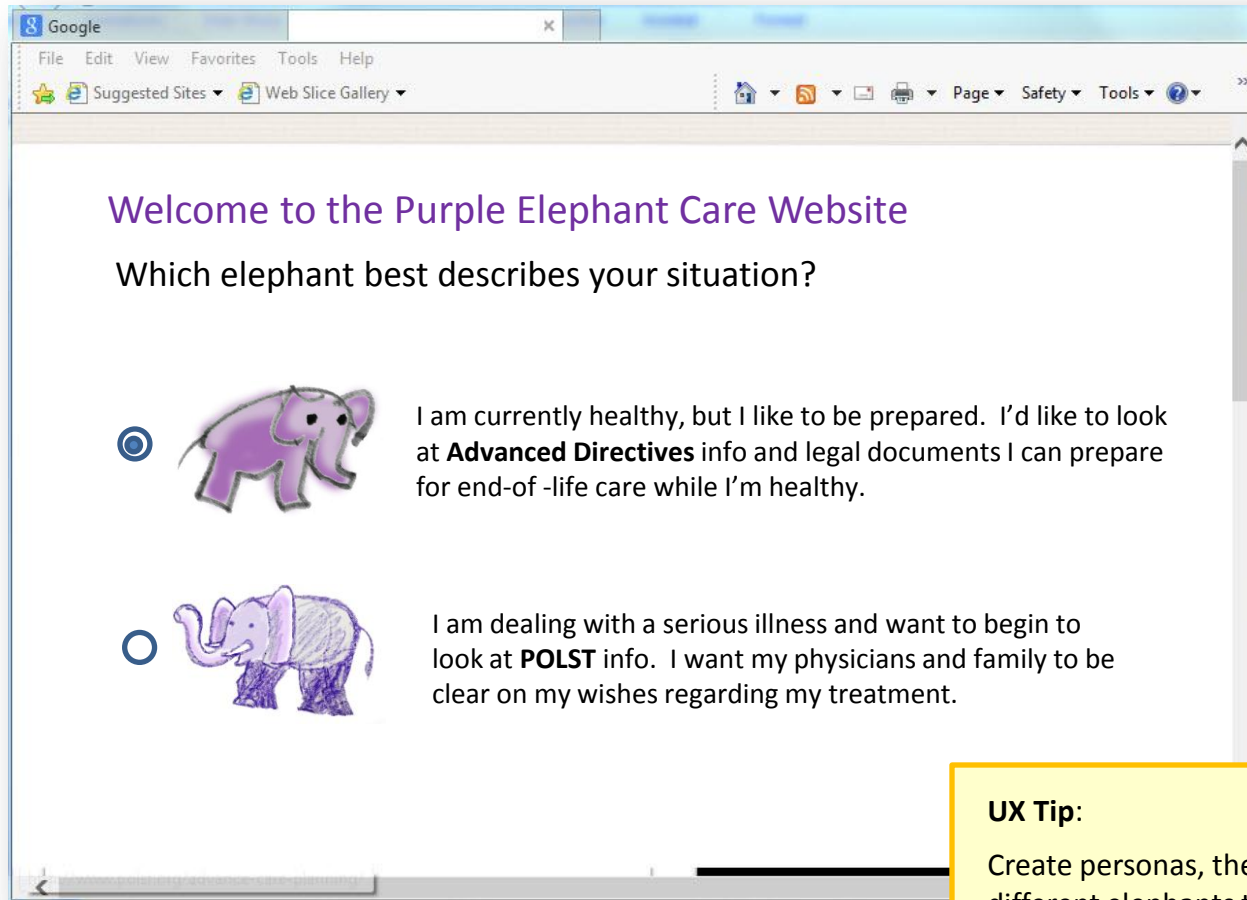 Google
File Edit View Favorites Tools Help
Suggested Sites Web Slice Gallery Page Safety Tools
Welcome to the Purple Elephant Care Website
Which elephant best describes your situation?
I am currently healthy, but I like to be prepared. I'd like to look
at Advanced Directives info and legal documents I can prepare
for end-of -life care while I'm healthy.
I am dealing with a serious illness and want to begin to
look at POLST info. I want my physicians and family to be
clear on my wishes regarding my treatment.
UX Tip:
Create personas, the
different elephants